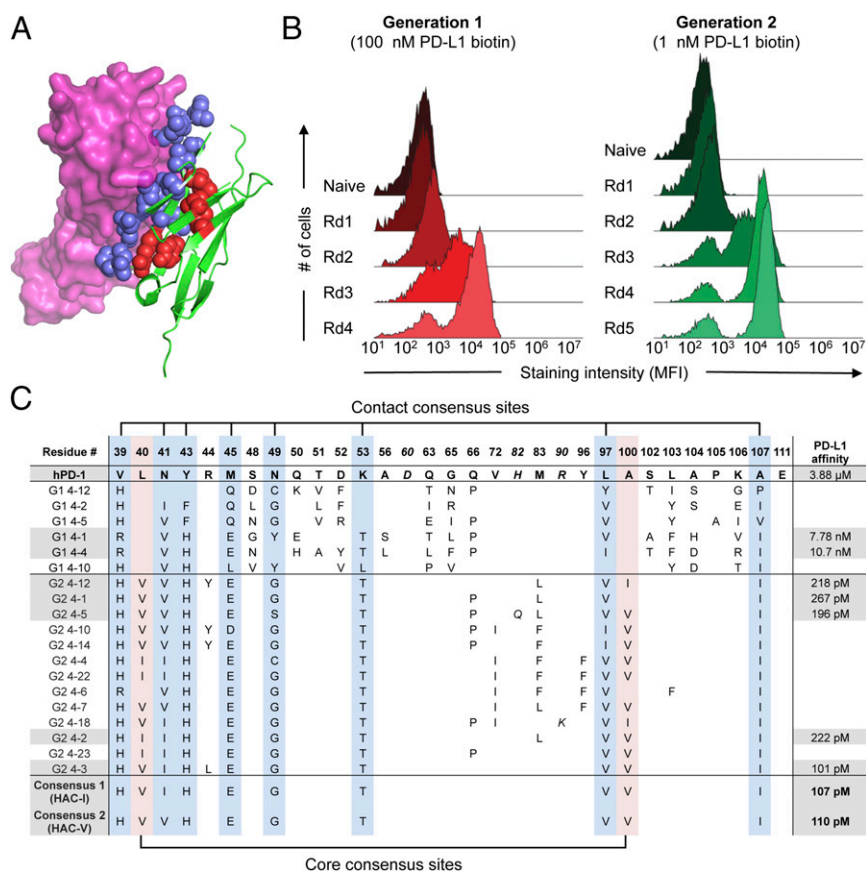 A
B
Generation 1
(100 nM PD-L1 biotin)
Generation 2
(1 nM PD-L1 biotin)
# of cells
Naive
Rd1
Rd2
Rd3
Rd4
10¹ 10² 10³ 10⁴ 10⁵ 10⁶ 10⁷
Naive
Rd1
Rd2
Rd3
Rd4
Rd5
10¹ 10² 10³ 10⁴ 10⁵ 10⁶ 10⁷
Staining intensity (MFI)
C
Contact consensus sites
Residue # 39 40 41 43 44 45 48 49 50 51 52 53 56 60 63 65 66 72 82 83 90 96 97 100 102 103 104 105 106 107 111 PD-L1 affinity
hPD-1 V L N Y R M S N Q T D K A D Q G Q V H M R Y L A S L A P K A E 3.88 µM
G1 4-12 H Q D C K V F T N P Y T I S G P
G1 4-2 H I F Q L G L F I R V Y S E I
G1 4-5 H V F Q N G V R E I P V Y A I V
G1 4-1 R V H E G Y E T S T L P V A F H V I 7.78 nM
G1 4-4 R V H E N H A Y T L L F P I T F D R I 10.7 nM
G1 4-10 H I H L V Y V L P V V Y D T I
G2 4-12 H V V H Y E G T L V I I 218 pM
G2 4-1 H V V H E G T P L V I 267 pM
G2 4-5 H V V H E S T P Q L V V I 196 pM
G2 4-10 H V V H Y D G T P I F I V I
G2 4-14 H V V H Y E G T P F I V I
G2 4-4 H I I H E C T I F F V V I
G2 4-22 H I I H E G T I F F V V I
G2 4-6 R V H E G T I F F V F I
G2 4-7 H V V H E G T I L F V V I
G2 4-18 H V I H E G T P I K V I I
G2 4-2 H I I H E G T L V V I 222 pM
G2 4-23 H I I H E G T P V V I
G2 4-3 H V I H L E G T V V I 101 pM
Consensus 1 (HAC-I) H V I H E G T V V I 107 pM
Consensus 2 (HAC-V) H V V H E G T V V I 110 pM
Core consensus sites